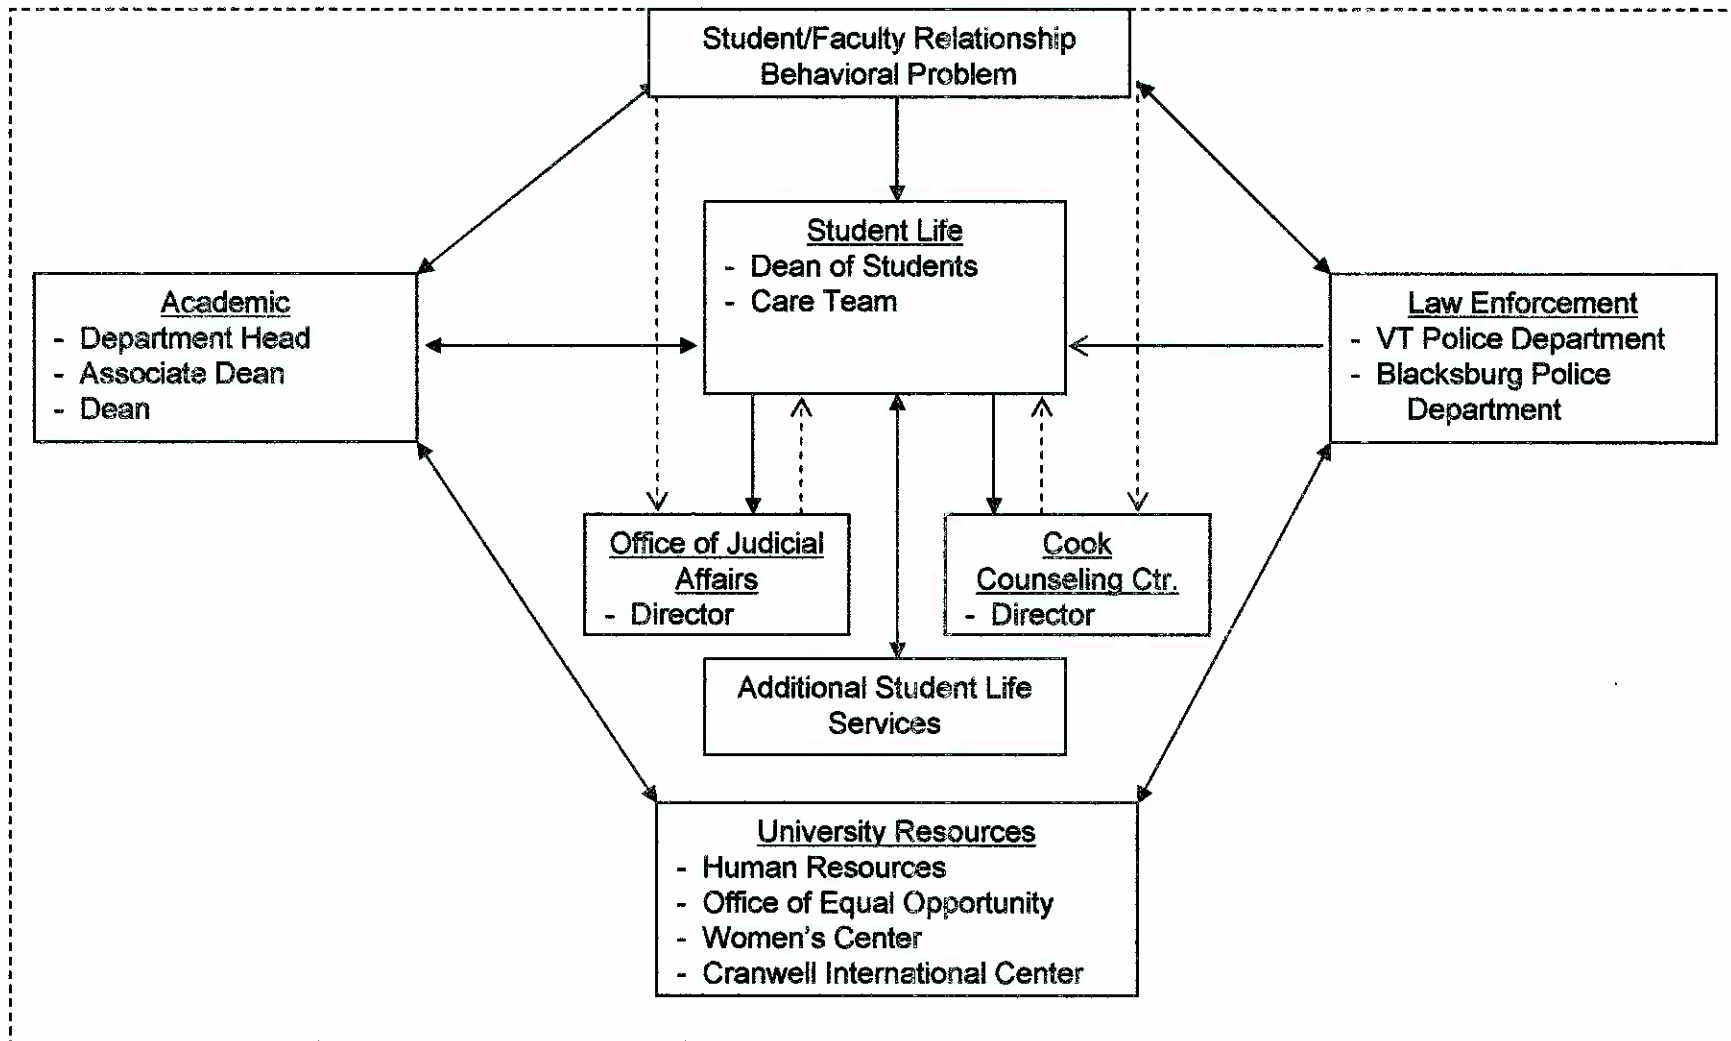 Student/Faculty Relationship
Behavioral Problem
Student Life
- Dean of Students
- Care Team
Academic
- Department Head
- Associate Dean
- Dean
Law Enforcement
- VT Police Department
- Blacksburg Police
Department
Office of Judicial
Affairs
- Director
Cook
Counseling Ctr.
- Director
Additional Student Life
Services
University Resources
- Human Resources
- Office of Equal Opportunity
- Women's Center
- Cranwell International Center